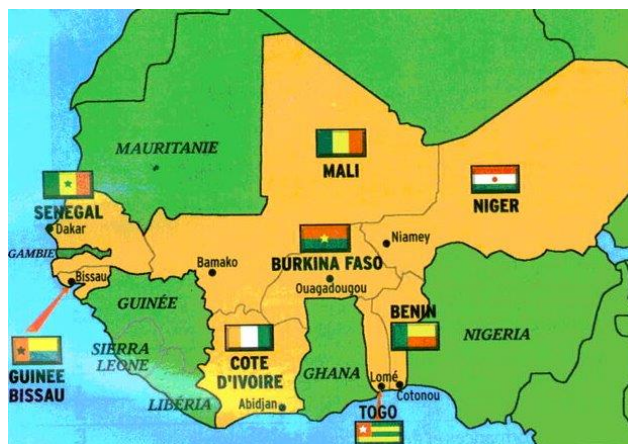 MAURITANIE
MALI
NIGER
SENEGAL
Dakar
GAMBIE
Bissau
Bamako
BURKINA FASO
Ouagadougou
Niamey
GUINÉE
BENIN
NIGERIA
SIERRA
LEONE
COTE
D'IVOIRE
GHANA
GUINEE
BISSAU
LIBÉRIA
Abidjan
Lomé
Cotonou
TOGO